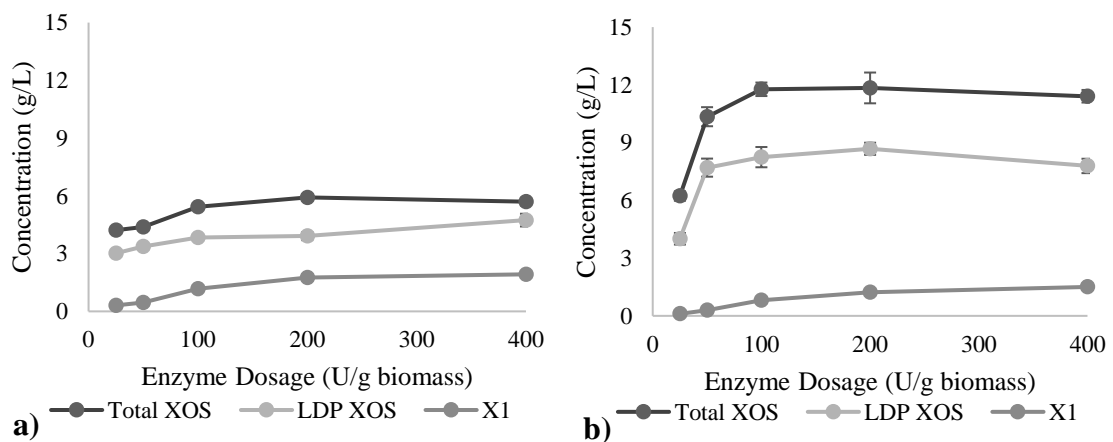 15
12
9
6
3
0
Concentration (g/L)
0 100 200 300 400
Enzyme Dosage (U/g biomass)
Total XOS LDP XOS X1
a)
15
12
9
6
3
0
Concentration (g/L)
0 100 200 300 400
Enzyme Dosage (U/g biomass)
Total XOS LDP XOS X1
b)